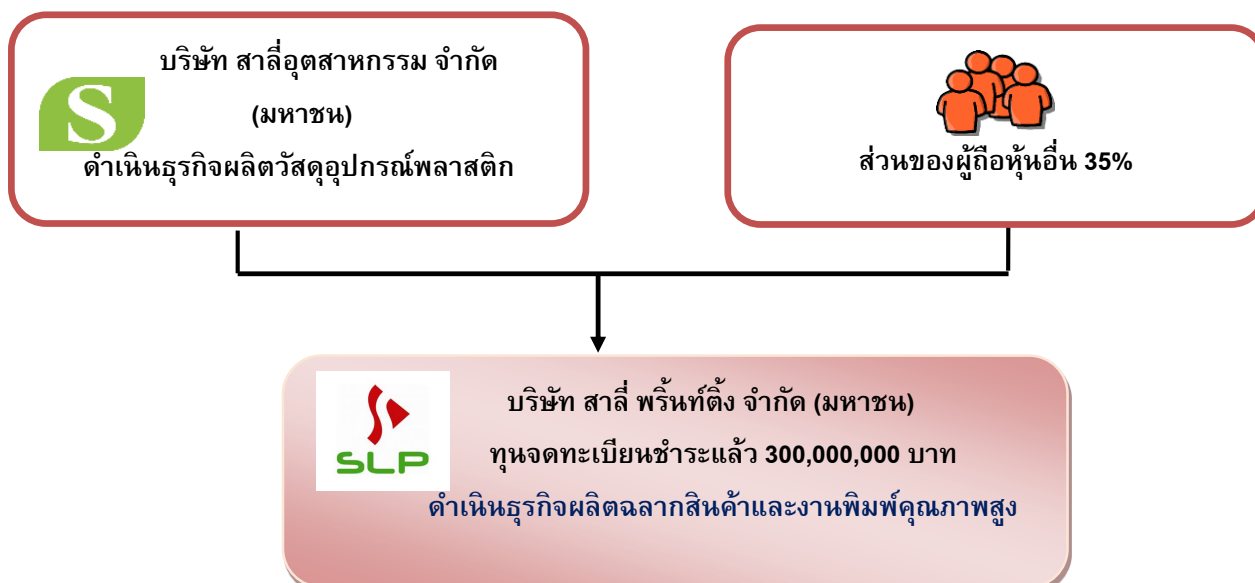 บริษัท สาลี่อุตสาหกรรม จำกัด
(มหาชน)
S
ดำเนินธุรกิจผลิตวัสดุอุปกรณ์พลาสติก
ส่วนของผู้ถือหุ้นอื่น 35%
บริษัท สาลี่ พริ้นท์ติ้ง จำกัด (มหาชน)
SLP
ทุนจดทะเบียนชำระแล้ว 300,000,000 บาท
ดำเนินธุรกิจผลิตฉลากสินค้าและงานพิมพ์คุณภาพสูง